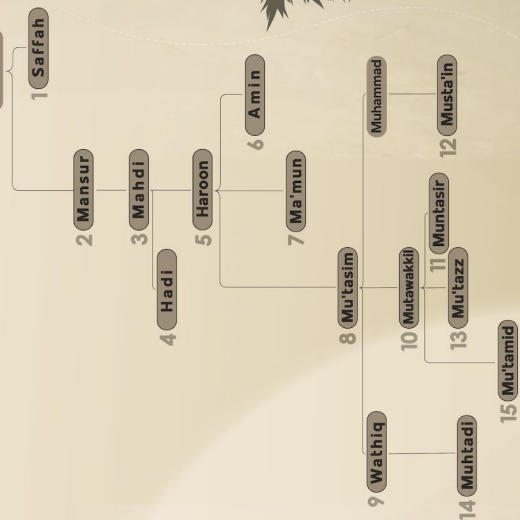 Saffah
1
Mansur
2
Mahdi
3
Hadi
4
Haroon
5
Amin
6
Ma'mun
7
Mu'tasim
8
Muhammad
Wathiq
9
Mutawakkil
10
Muntasir
11
Musta'in
12
Mu'tazz
13
Muhtadi
14
Mu'tamid
15